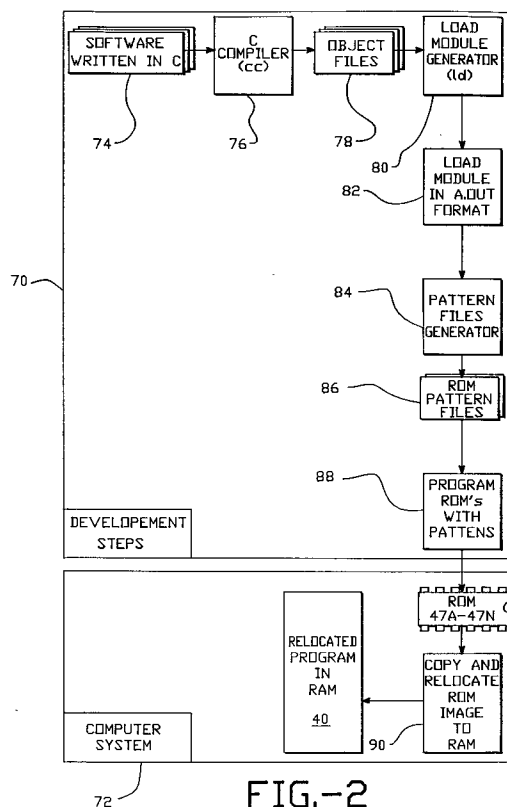 SOFTWARE
WRITTEN IN C
74
C
COMPILER
(cc)
76
OBJECT
FILES
78
LOAD
MODULE
GENERATOR
(ld)
80
LOAD
MODULE
IN A.OUT
FORMAT
82
70
PATTERN
FILES
GENERATOR
84
ROM
PATTERN
FILES
86
PROGRAM
ROM's
WITH
PATTENS
88
DEVELOPEMENT
STEPS
ROM
47A-47N
RELOCATED
PROGRAM
IN
RAM
40
COPY AND
RELOCATE
ROM
IMAGE
TO
RAM
90
COMPUTER
SYSTEM
72
FIG.-2